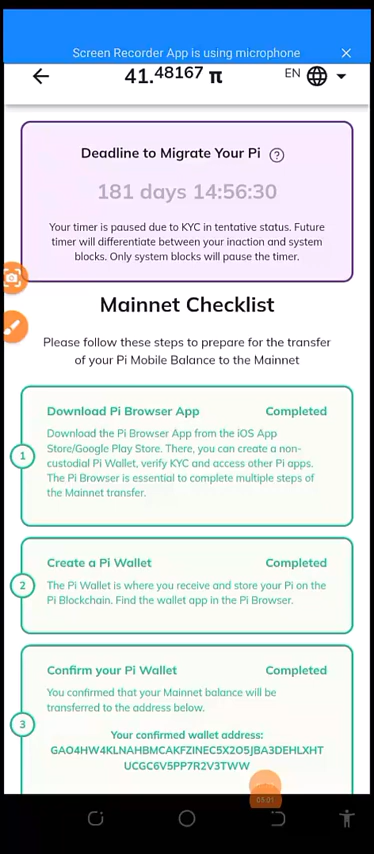 Screen Recorder App is using microphone ×
41.48167 π EN
Deadline to Migrate Your Pi ?
181 days 14:56:30
Your timer is paused due to KYC in tentative status. Future
timer will differentiate between your inaction and system
blocks. Only system blocks will pause the timer.
Mainnet Checklist
Please follow these steps to prepare for the transfer
of your Pi Mobile Balance to the Mainnet
Download Pi Browser App Completed
Download the Pi Browser App from the iOS App
Store/Google Play Store. There, you can create a non-
custodial Pi Wallet, verify KYC and access other Pi apps.
1
The Pi Browser is essential to complete multiple steps of
the Mainnet transfer.
Create a Pi Wallet Completed
2
The Pi Wallet is where you receive and store your Pi on the
Pi Blockchain. Find the wallet app in the Pi Browser.
Confirm your Pi Wallet Completed
You confirmed that your Mainnet balance will be
transferred to the address below.
3
Your confirmed wallet address:
GAO4HW4KLNAHBMCAKFZINEC5X2O5JBA3DEHLXHT
UCGC6V5PP7R2V3TWW
05:01